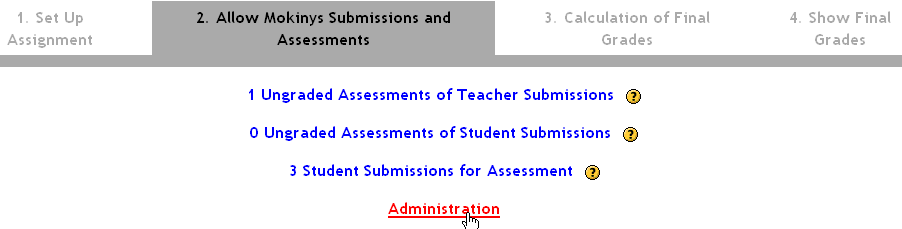 1. Set Up Assignment
2. Allow Mokinys Submissions and Assessments
3. Calculation of Final Grades
4. Show Final Grades
1 Ungraded Assessments of Teacher Submissions ?
0 Ungraded Assessments of Student Submissions ?
3 Student Submissions for Assessment ?
Administration